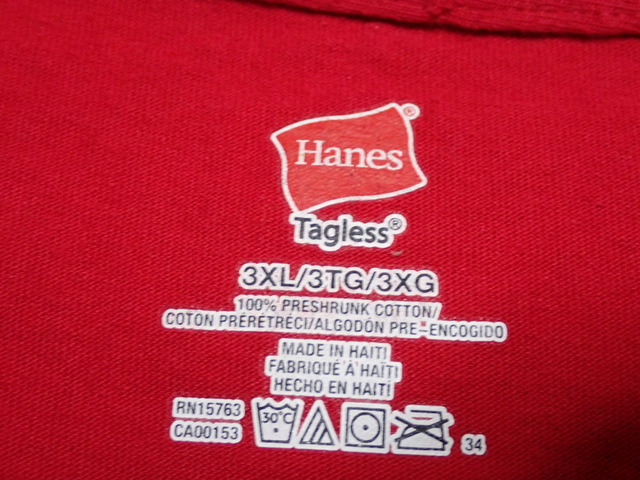 Hanes®
Tagless®
3XL/3TG/3XG
100% PRESHRUNK COTTON/
COTON PRÉRÉTRÉCI/ALGODÓN PRE-ENCOGIDO
MADE IN HAITI
FABRIQUÉ À HAÏTI
HECHO EN HAITÍ
RN15763
CA00153
30°C
34